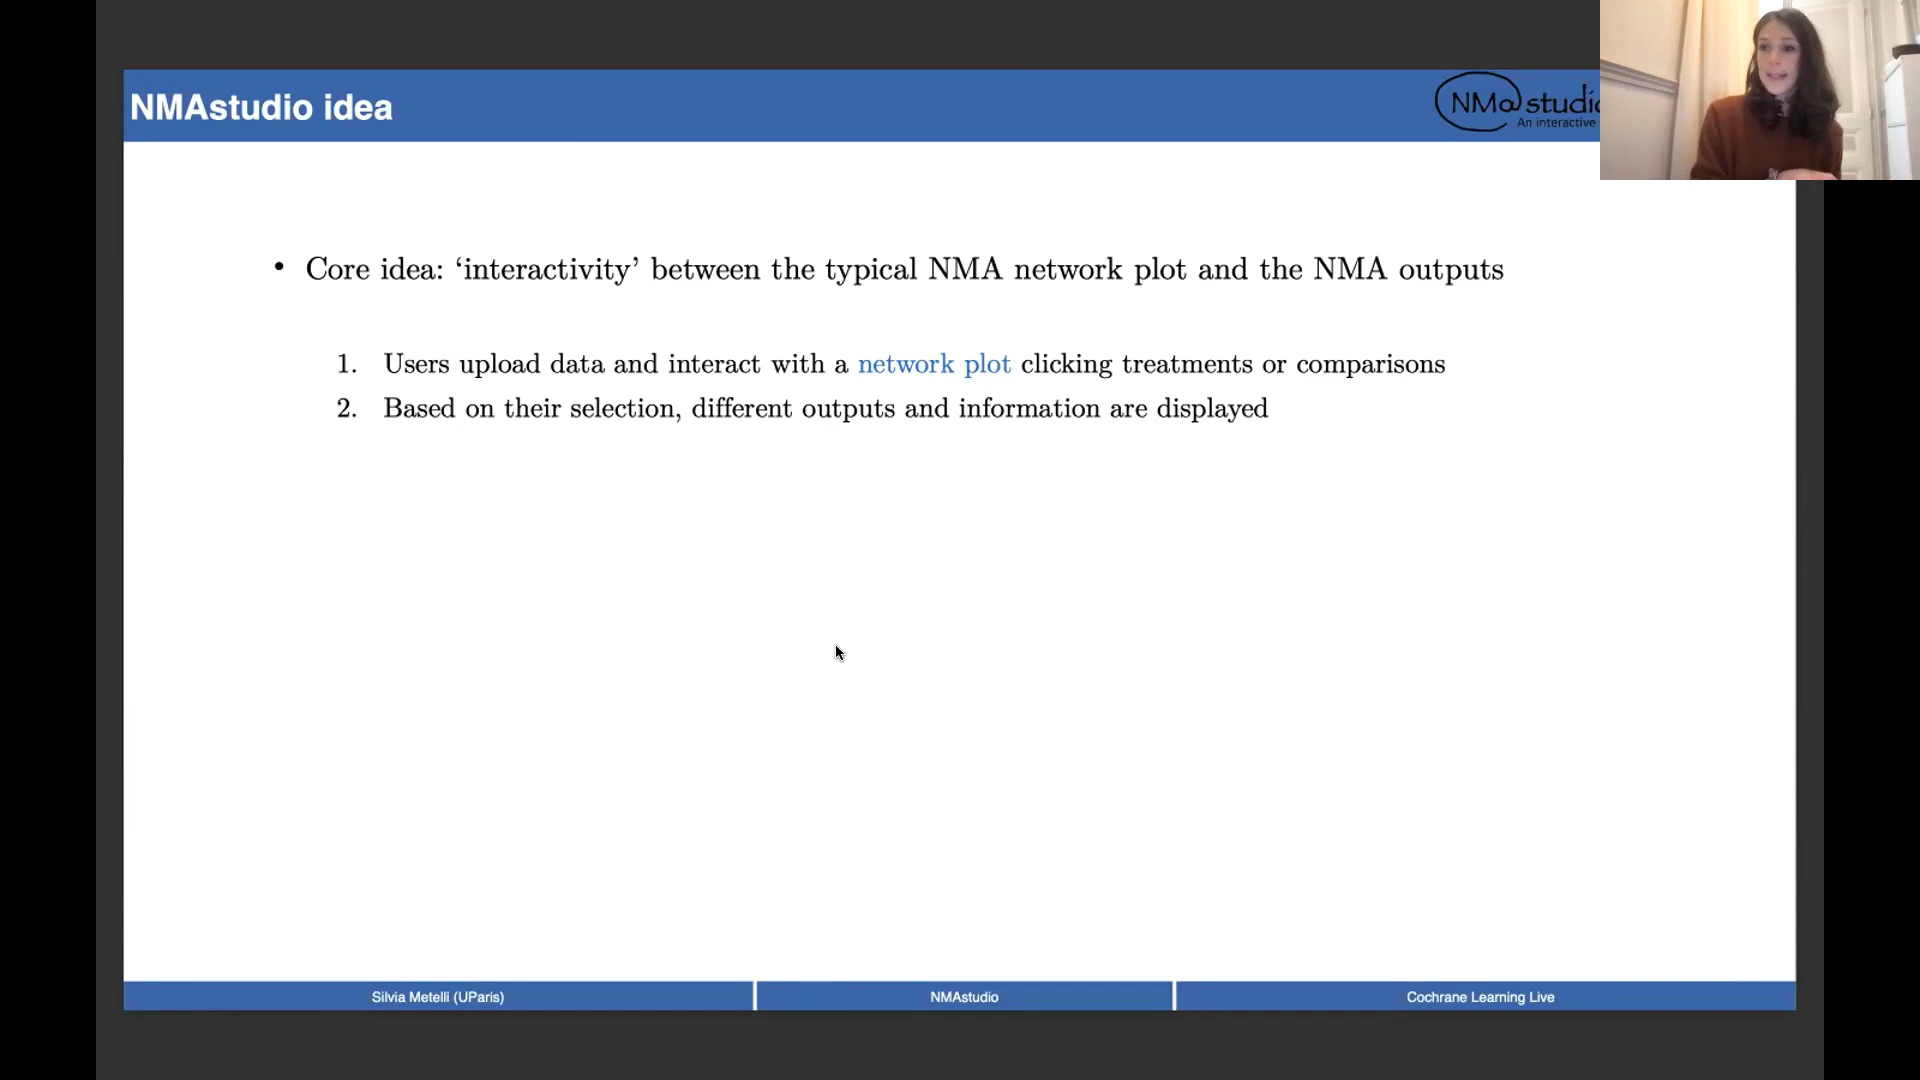 NMAstudio idea
NMa studio
An interactive
• Core idea: ‘interactivity’ between the typical NMA network plot and the NMA outputs
1. Users upload data and interact with a network plot clicking treatments or comparisons
2. Based on their selection, different outputs and information are displayed
Silvia Metelli (UParis)
NMAstudio
Cochrane Learning Live